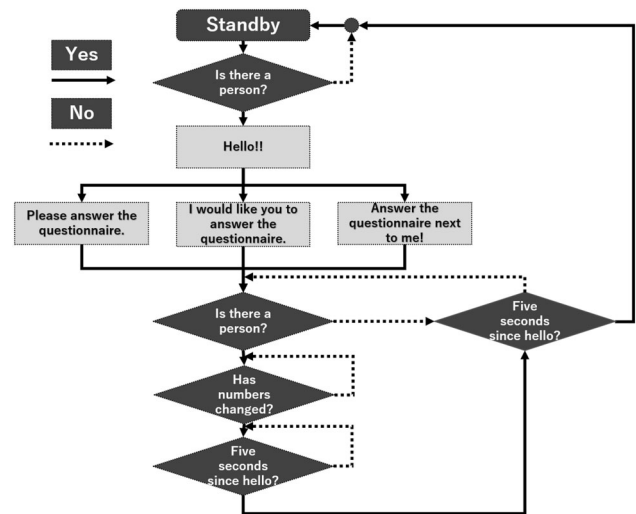 Standby
Yes
Is there a
person?
No
Hello!!
Please answer the
questionnaire.
I would like you to
answer the
questionnaire.
Answer the
questionnaire next
to me!
Is there a
person?
Five
seconds
since hello?
Has
numbers
changed?
Five
seconds
since hello?